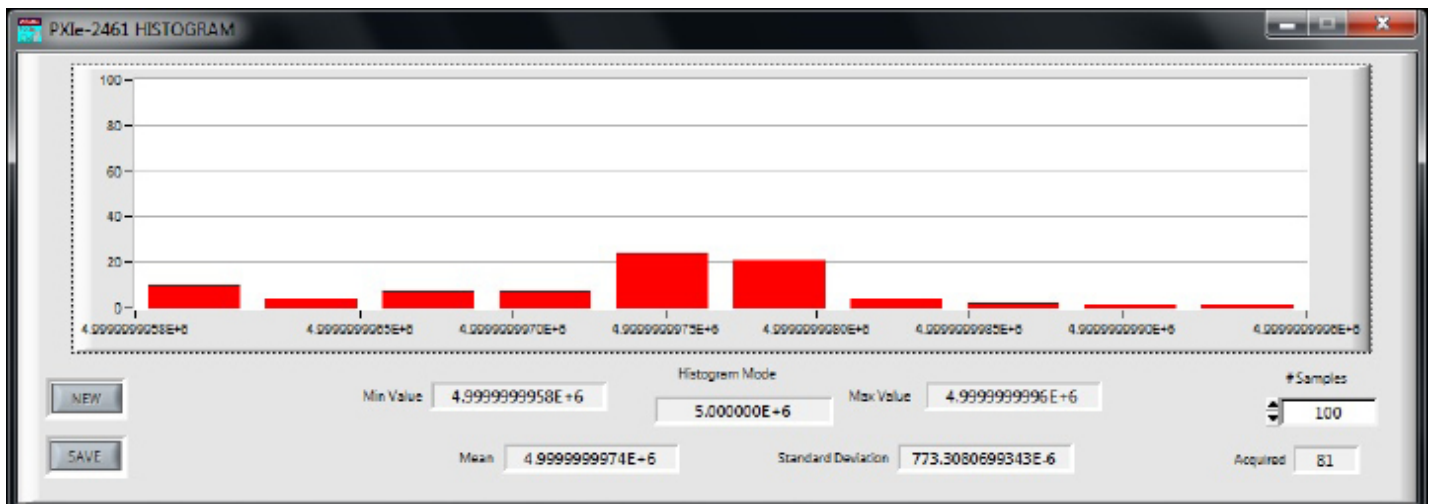 PXIe-2461 HISTOGRAM
100
80
60
40
20
0
4.9999999958E+6 4.9999999965E+6 4.9999999970E+6 4.9999999975E+6 4.9999999980E+6 4.9999999985E+6 4.9999999990E+6 4.9999999996E+6
NEW
Min Value 4.9999999958E+6
Histogram Mode
5.000000E+6
Max Value 4.9999999996E+6
# Samples
100
SAVE
Mean 4.9999999974E+6
Standard Deviation 773.3080699343E-6
Acquired 81